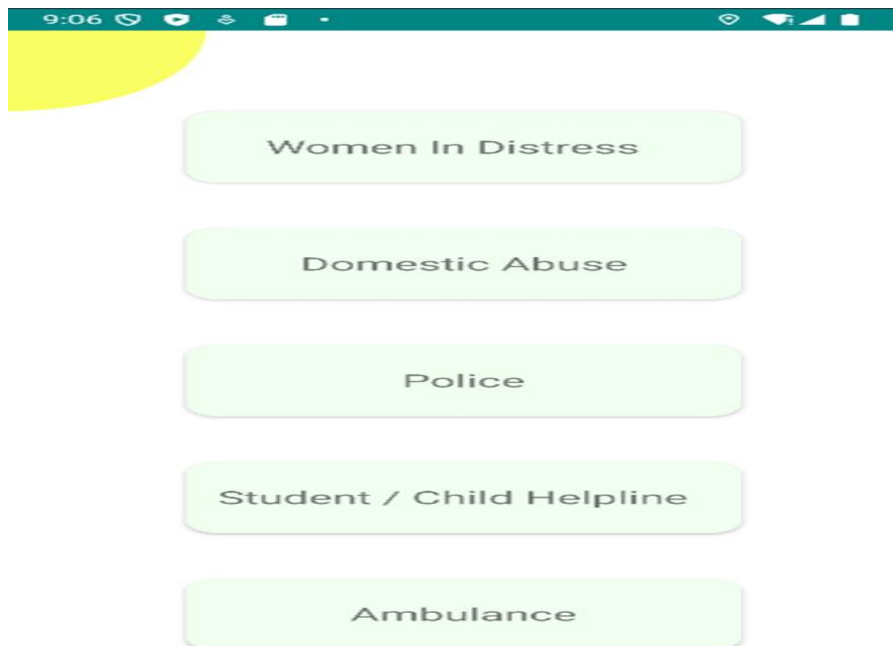 9:06
Women In Distress
Domestic Abuse
Police
Student / Child Helpline
Ambulance